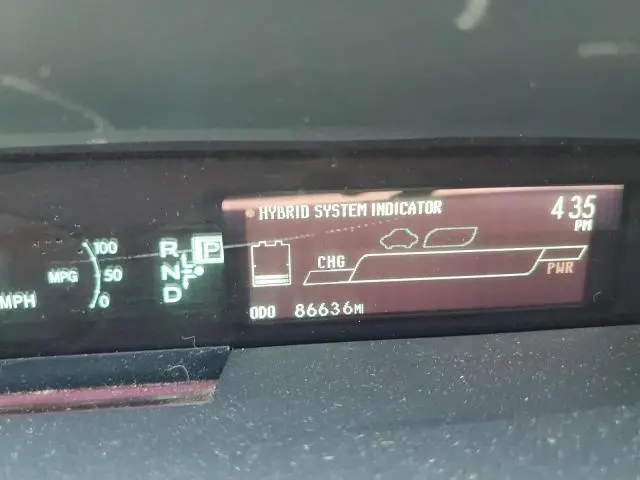 HYBRID SYSTEM INDICATOR
4:35
PM
100
MPG 50
0
MPH
R P
N
D
CHG
PWR
ODO 86636MI